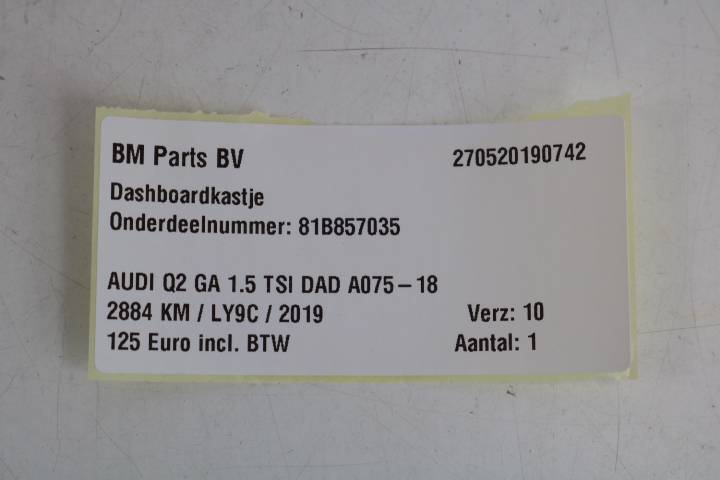 BM Parts BV 270520190742
Dashboardkastje
Onderdeelnummer: 81B857035
AUDI Q2 GA 1.5 TSI DAD A075-18
2884 KM / LY9C / 2019 Verz: 10
125 Euro incl. BTW Aantal: 1